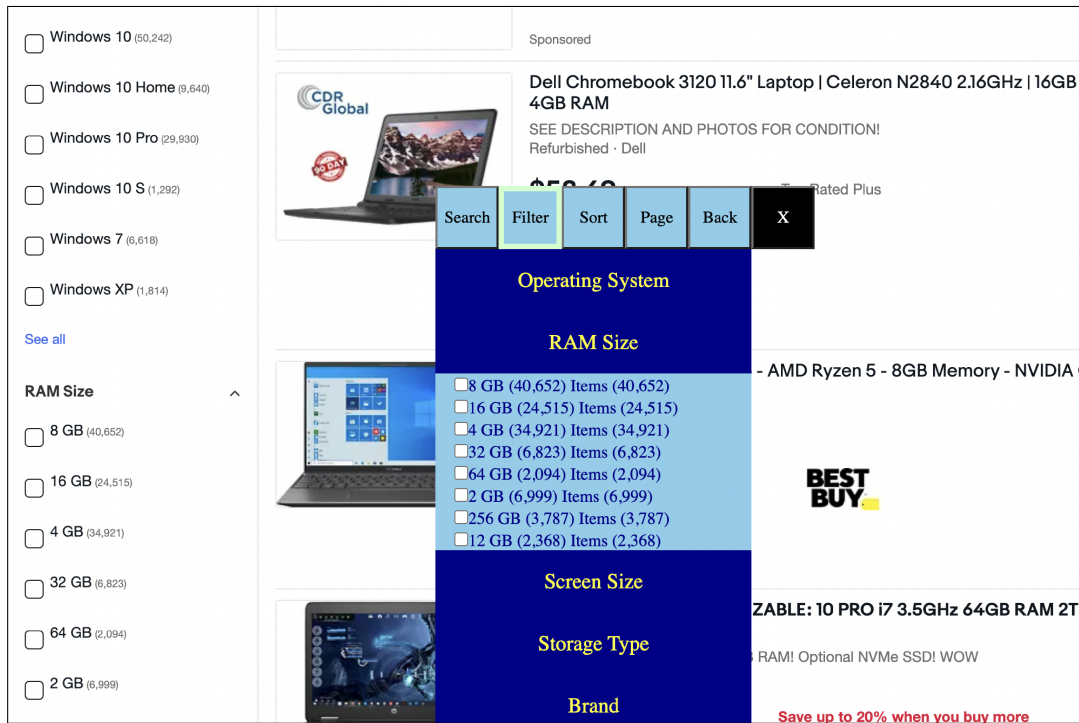 Windows 10 (50,242)
Windows 10 Home (9,640)
Windows 10 Pro (29,930)
Windows 10 S (1,292)
Windows 7 (6,618)
Windows XP (1,814)
See all
RAM Size
8 GB (40,652)
16 GB (24,515)
4 GB (34,921)
32 GB (6,823)
64 GB (2,094)
2 GB (6,999)
Sponsored
CDR
Global
90 DAY
Dell Chromebook 3120 11.6" Laptop | Celeron N2840 2.16GHz | 16GB
4GB RAM
SEE DESCRIPTION AND PHOTOS FOR CONDITION!
Refurbished · Dell
Rated Plus
Search Filter Sort Page Back X
Operating System
RAM Size
8 GB (40,652) Items (40,652)
16 GB (24,515) Items (24,515)
4 GB (34,921) Items (34,921)
32 GB (6,823) Items (6,823)
64 GB (2,094) Items (2,094)
2 GB (6,999) Items (6,999)
256 GB (3,787) Items (3,787)
12 GB (2,368) Items (2,368)
Screen Size
Storage Type
Brand
- AMD Ryzen 5 - 8GB Memory - NVIDIA
BEST
BUY
ZABLE: 10 PRO i7 3.5GHz 64GB RAM 2T
RAM! Optional NVMe SSD! WOW
Save up to 20% when you buy more